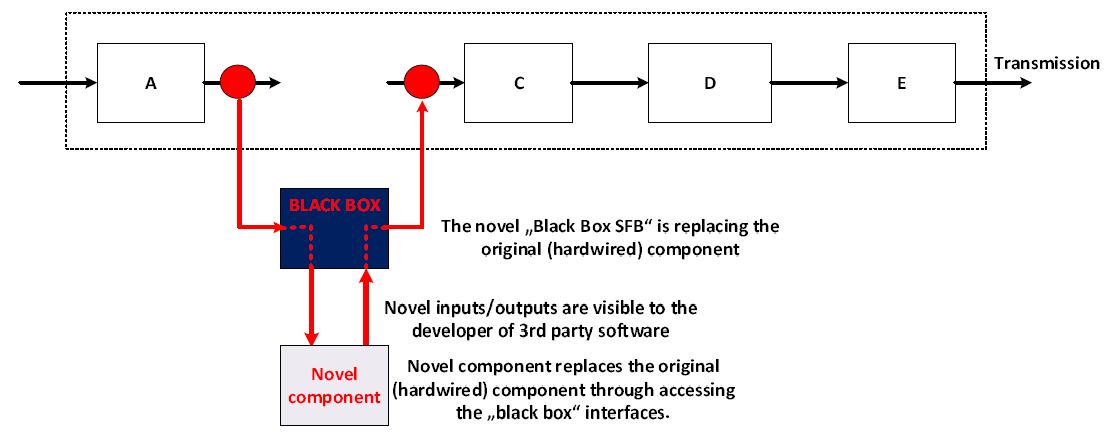 Transmission
A
C
D
E
BLACK BOX
The novel „Black Box SFB“ is replacing the
original (hardwired) component
Novel inputs/outputs are visible to the
developer of 3rd party software
Novel
component
Novel component replaces the original
(hardwired) component through accessing
the „black box“ interfaces.